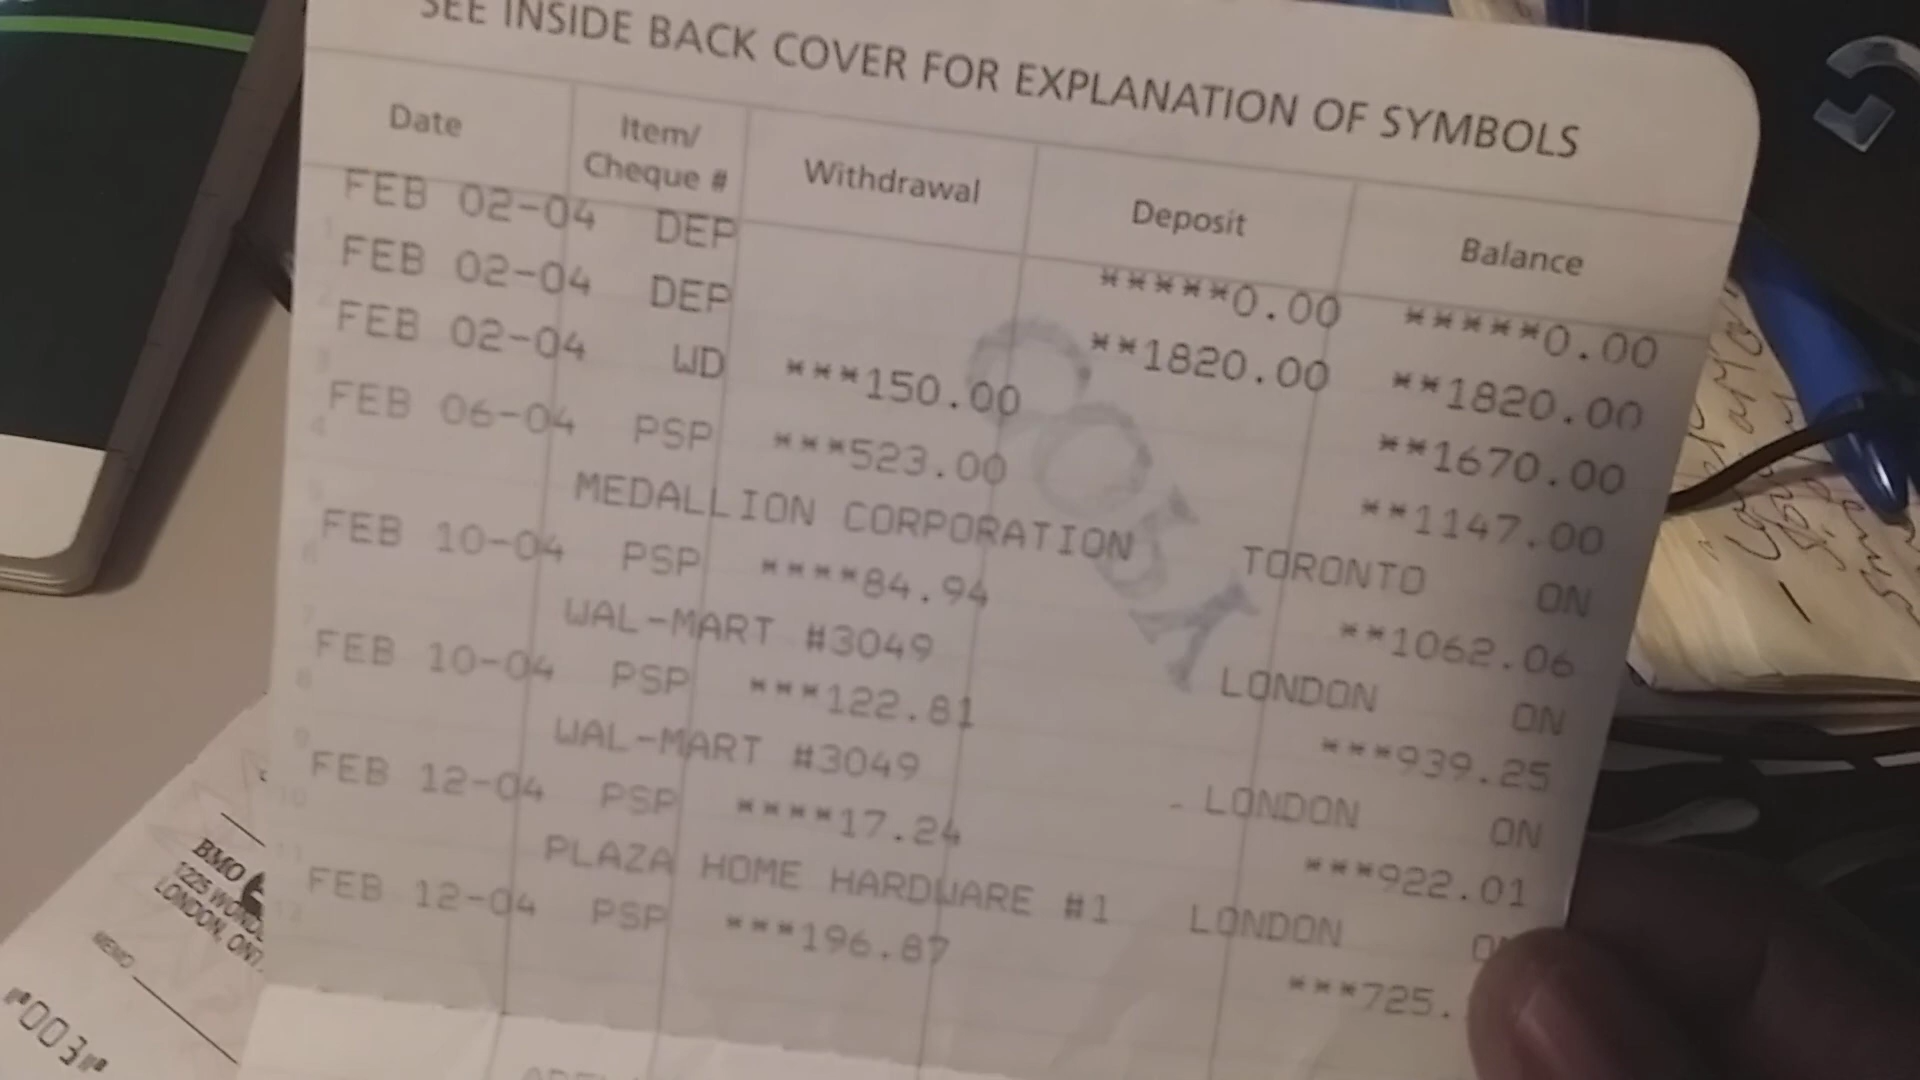 SEE INSIDE BACK COVER FOR EXPLANATION OF SYMBOLS
Date Item/ Cheque # Withdrawal Deposit Balance
FEB 02-04 DEP *****0.00 *****0.00
FEB 02-04 DEP **1820.00 **1820.00
FEB 02-04 WD ***150.00 **1670.00
FEB 06-04 PSP ***523.00 **1147.00
MEDALLION CORPORATION TORONTO ON
FEB 10-04 PSP ****84.94 **1062.06
WAL-MART #3049 LONDON ON
FEB 10-04 PSP ***122.81 ***939.25
WAL-MART #3049 LONDON ON
FEB 12-04 PSP ****17.24 ***922.01
PLAZA HOME HARDWARE #1 LONDON
FEB 12-04 PSP ***196.87 ***725.
COPY
BMO
1225 WONDE
LONDON, ONT
MEMO
⑈003⑈